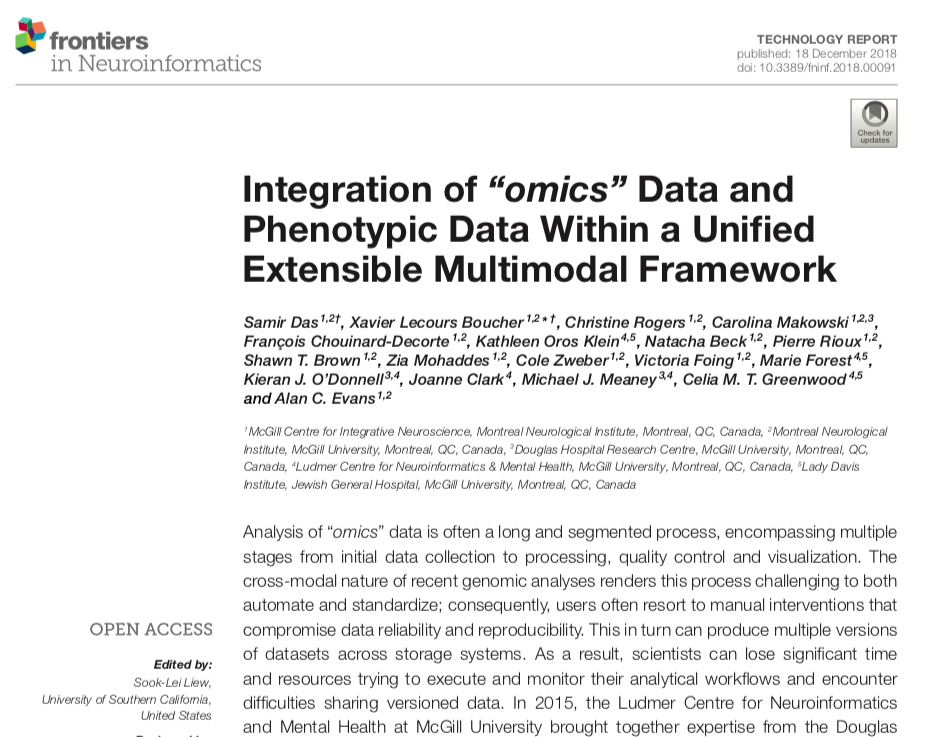 frontiers
in Neuroinformatics
TECHNOLOGY REPORT
published: 18 December 2018
doi: 10.3389/fninf.2018.00091
Check for
updates
Integration of “omics” Data and
Phenotypic Data Within a Unified
Extensible Multimodal Framework
Samir Das 1,2†, Xavier Lecours Boucher 1,2*†, Christine Rogers 1,2, Carolina Makowski 1,2,3,
François Chouinard-Decorte 1,2, Kathleen Oros Klein 4,5, Natacha Beck 1,2, Pierre Rioux 1,2,
Shawn T. Brown 1,2, Zia Mohaddes 1,2, Cole Zweber 1,2, Victoria Foing 1,2, Marie Forest 4,5,
Kieran J. O’Donnell 3,4, Joanne Clark 4, Michael J. Meaney 3,4, Celia M. T. Greenwood 4,5
and Alan C. Evans 1,2
1 McGill Centre for Integrative Neuroscience, Montreal Neurological Institute, Montreal, QC, Canada, 2 Montreal Neurological
Institute, McGill University, Montreal, QC, Canada, 3 Douglas Hospital Research Centre, McGill University, Montreal, QC,
Canada, 4 Ludmer Centre for Neuroinformatics & Mental Health, McGill University, Montreal, QC, Canada, 5 Lady Davis
Institute, Jewish General Hospital, McGill University, Montreal, QC, Canada
Analysis of “omics” data is often a long and segmented process, encompassing multiple
stages from initial data collection to processing, quality control and visualization. The
cross-modal nature of recent genomic analyses renders this process challenging to both
automate and standardize; consequently, users often resort to manual interventions that
compromise data reliability and reproducibility. This in turn can produce multiple versions
of datasets across storage systems. As a result, scientists can lose significant time
and resources trying to execute and monitor their analytical workflows and encounter
difficulties sharing versioned data. In 2015, the Ludmer Centre for Neuroinformatics
and Mental Health at McGill University brought together expertise from the Douglas
OPEN ACCESS
Edited by:
Sook-Lei Liew,
University of Southern California,
United States